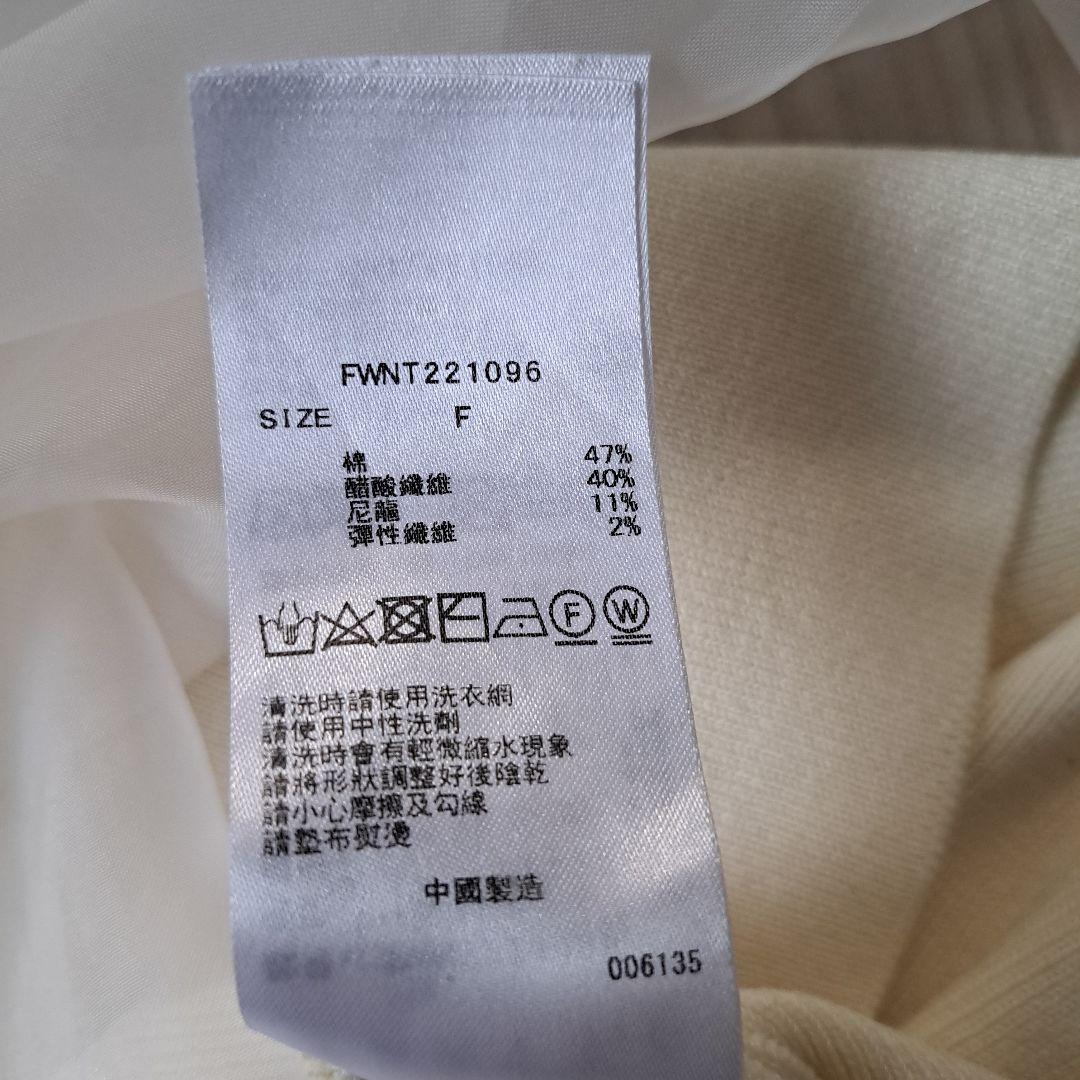 FWNT221096
SIZE F
棉 47%
醋酸纖維 40%
尼龍 11%
彈性纖維 2%
F W
清洗時請使用洗衣網
請使用中性洗劑
清洗時會有輕微縮水現象
請將形狀調整好後陰乾
請小心摩擦及勾線
請墊布熨燙
中國製造
006135